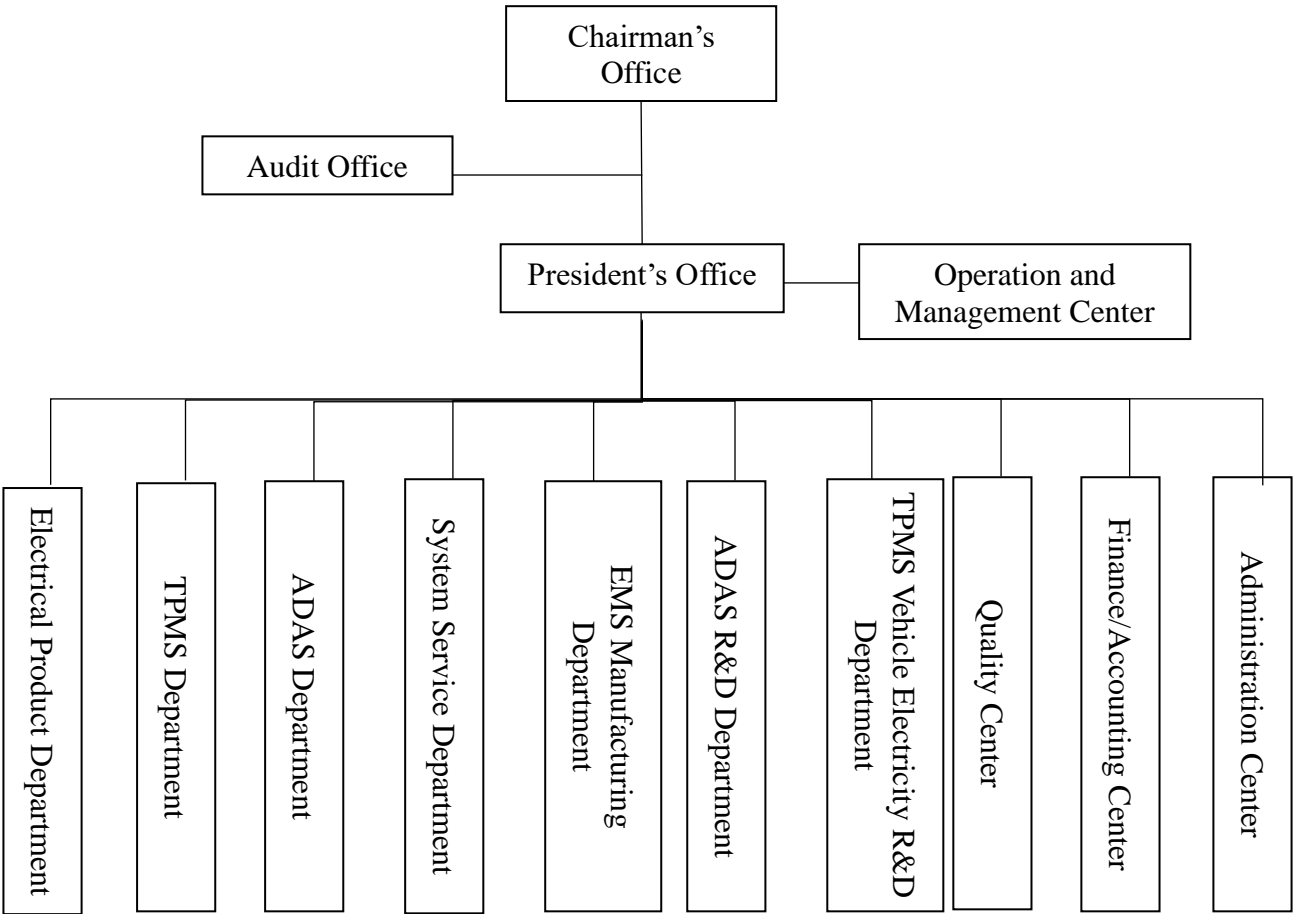 Chairman’s
Office
Audit Office
President’s Office
Operation and
Management Center
Electrical Product Department
TPMS Department
ADAS Department
System Service Department
EMS Manufacturing
Department
ADAS R&D Department
TPMS Vehicle Electricity R&D
Department
Quality Center
Finance/Accounting Center
Administration Center